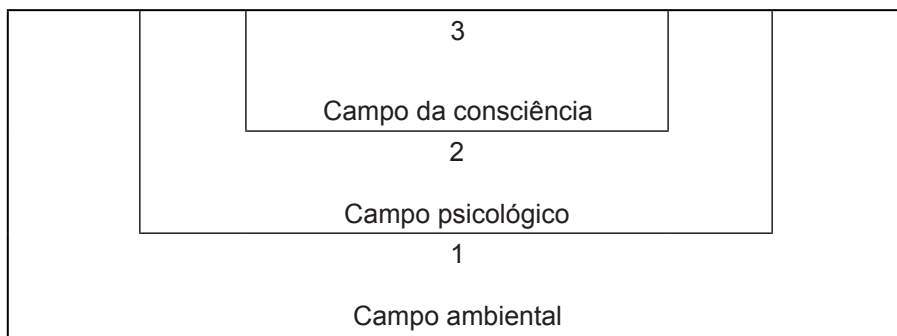 3
Campo da consciência
2
Campo psicológico
1
Campo ambiental